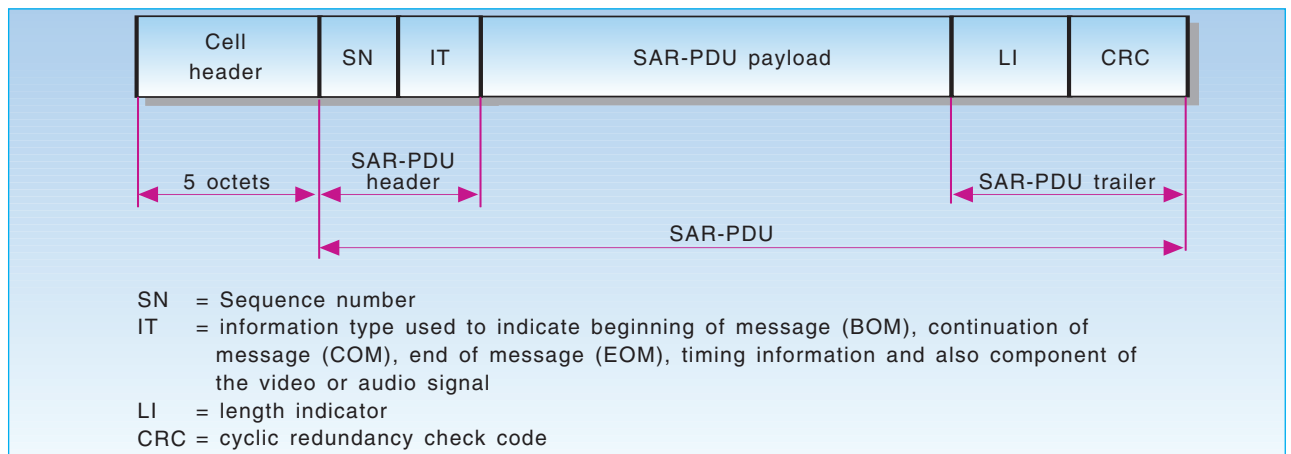 Cell
header
SN
IT
SAR-PDU payload
LI
CRC
5 octets
SAR-PDU
header
SAR-PDU trailer
SAR-PDU
SN = Sequence number
IT = information type used to indicate beginning of message (BOM), continuation of
message (COM), end of message (EOM), timing information and also component of
the video or audio signal
LI = length indicator
CRC = cyclic redundancy check code